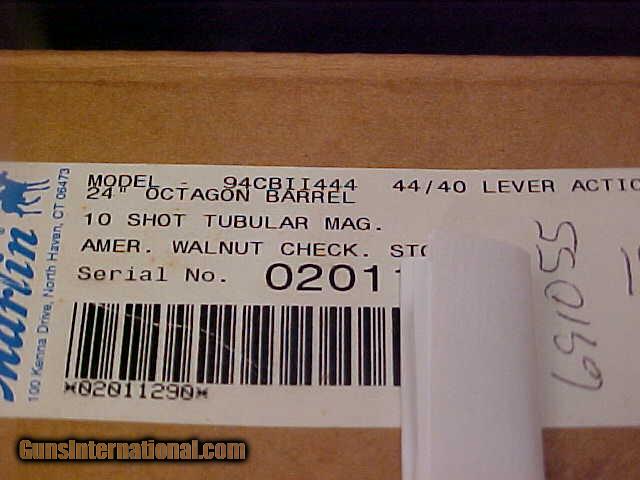 MODEL - 94CBII444 44/40 LEVER ACTIO
24" OCTAGON BARREL
10 SHOT TUBULAR MAG.
AMER. WALNUT CHECK. STO
Serial No. 0201
*02011290*
Marlin®
100 Kenna Drive, North Haven, CT 06473
691055
GunsInternational.com